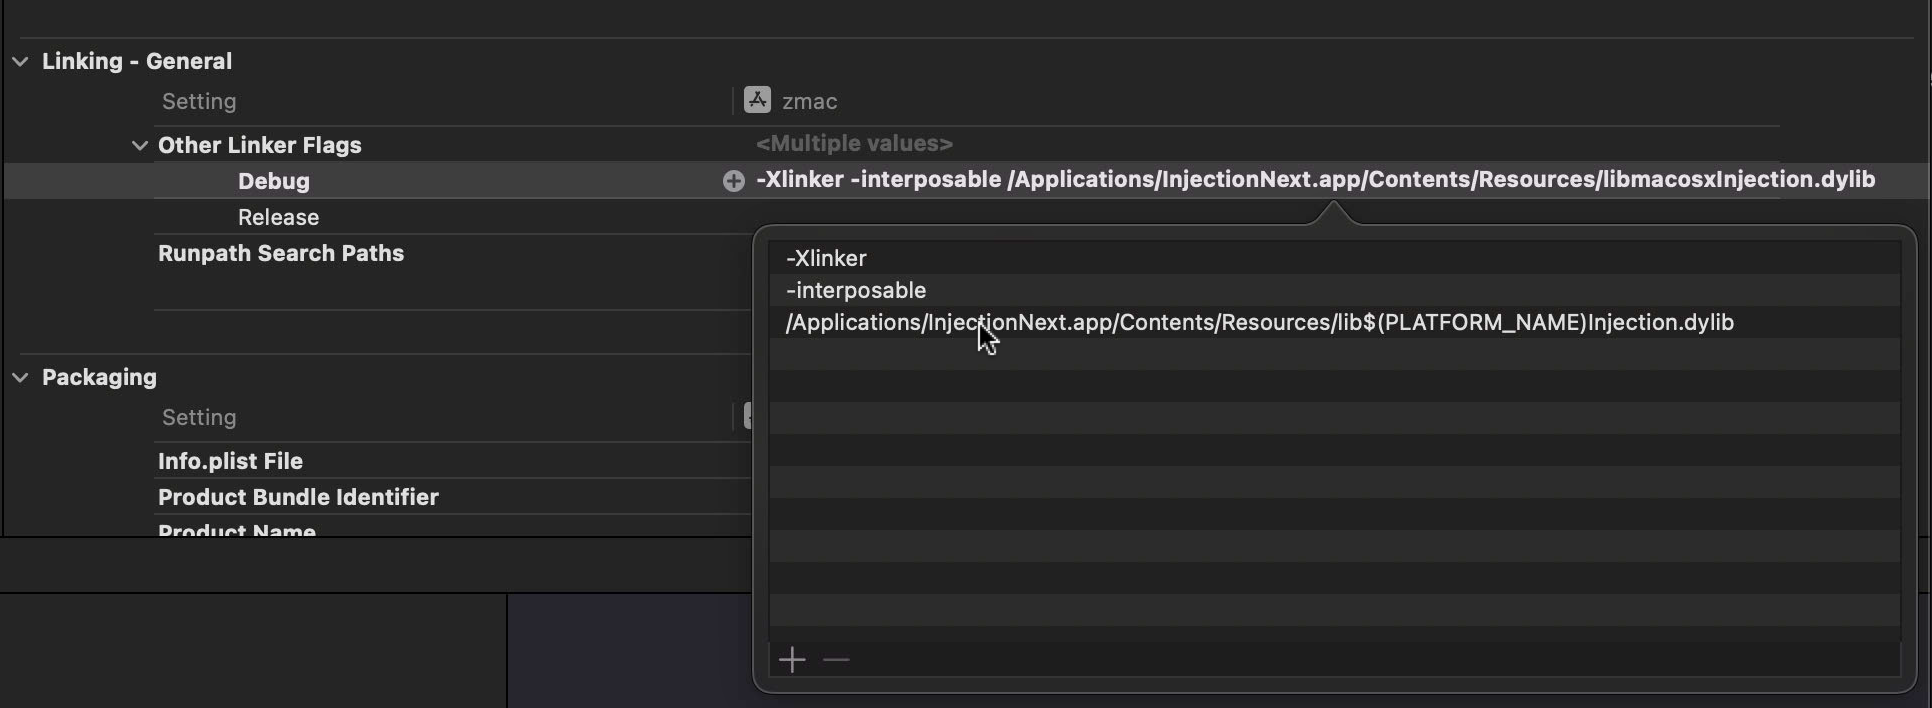 Linking - General
Setting
zmac
Other Linker Flags
<Multiple values>
Debug
-Xlinker -interposable /Applications/InjectionNext.app/Contents/Resources/libmacosxInjection.dylib
Release
Runpath Search Paths
-Xlinker
-interposable
/Applications/InjectionNext.app/Contents/Resources/lib$(PLATFORM_NAME)Injection.dylib
Packaging
Setting
Info.plist File
Product Bundle Identifier
Product Name